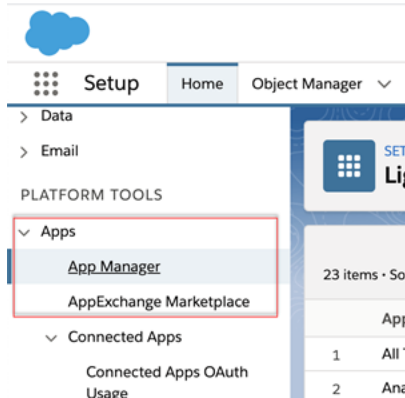 Setup
Home
Object Manager
Data
Email
PLATFORM TOOLS
Apps
App Manager
AppExchange Marketplace
Connected Apps
Connected Apps OAuth
Usage
SET
Li
23 items • So
App
1 All
2 Ana